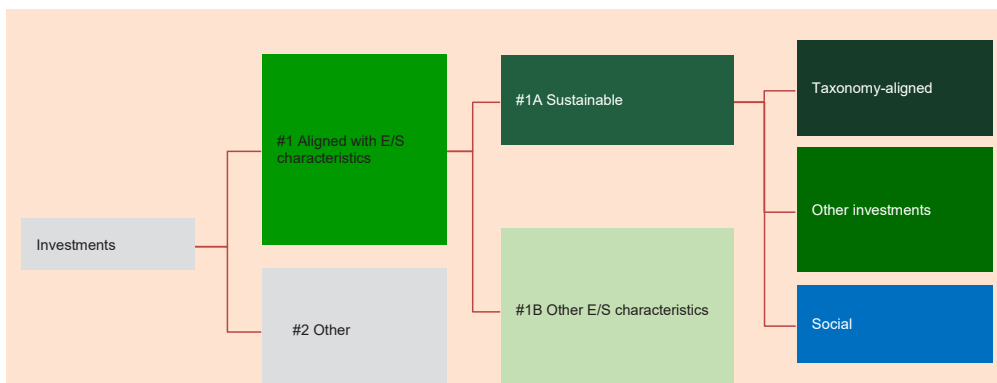 Investments
#1 Aligned with E/S
characteristics
#2 Other
#1A Sustainable
#1B Other E/S characteristics
Taxonomy-aligned
Other investments
Social